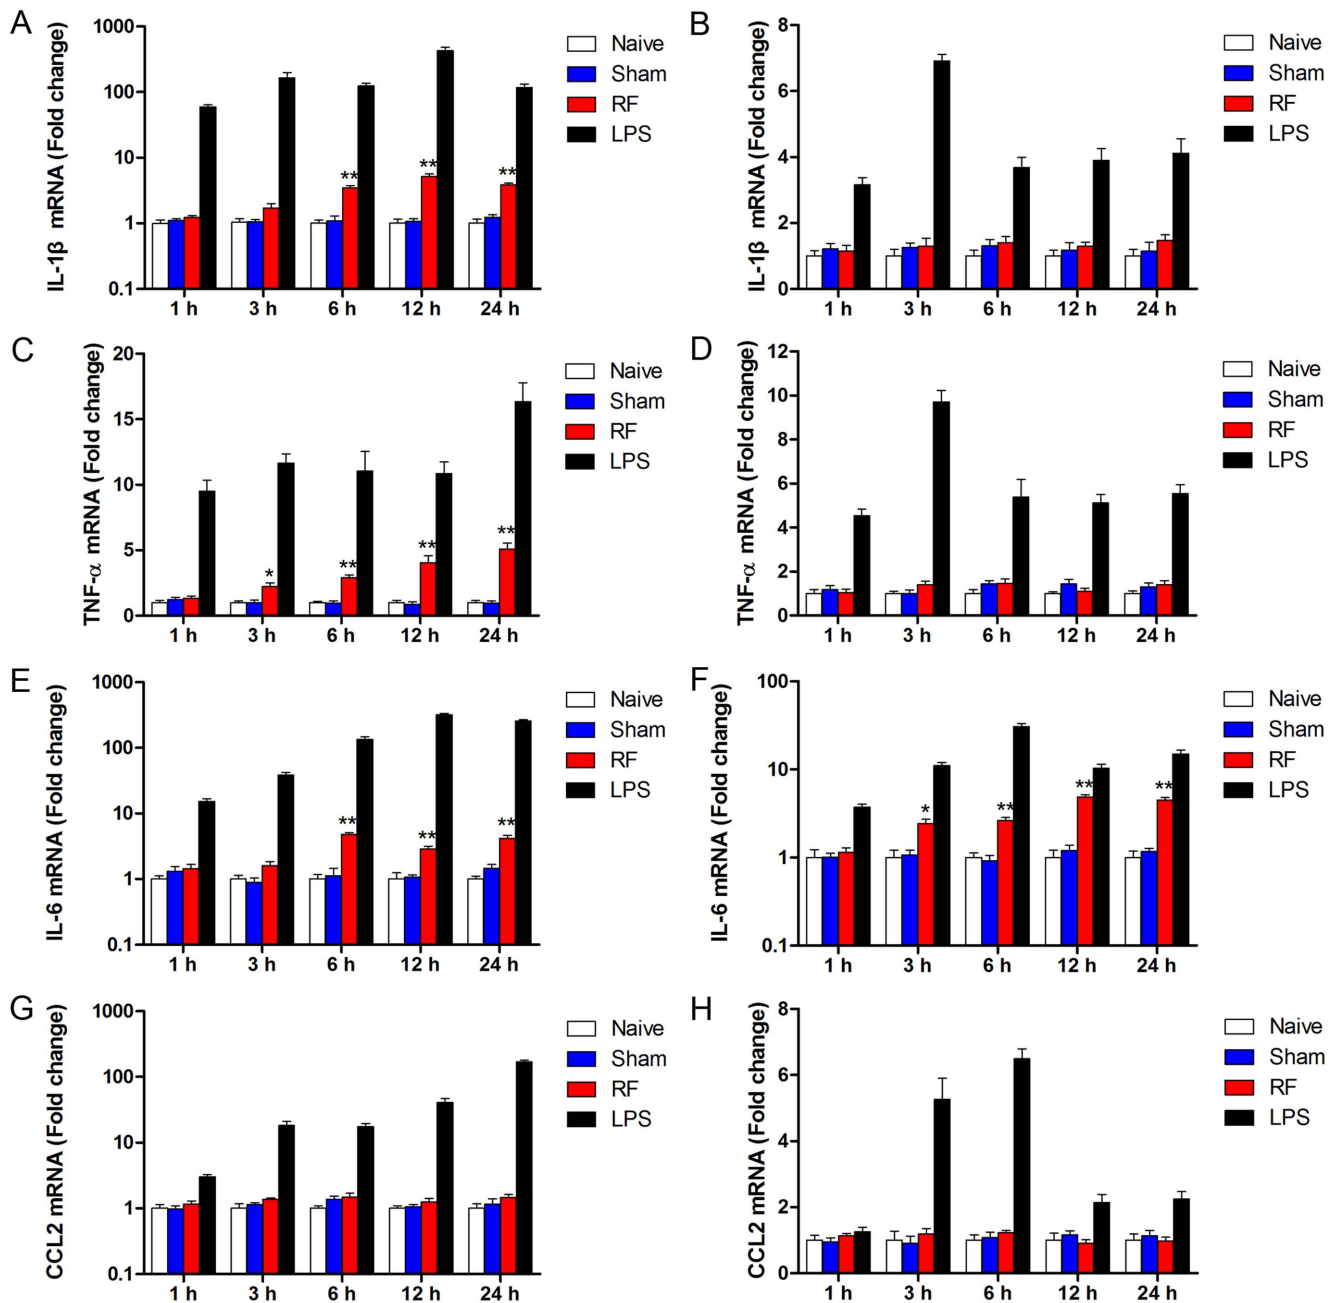 A
IL-1β mRNA (Fold change)
1000
100
10
1
0.1
** ** **
1 h 3 h 6 h 12 h 24 h
Naive
Sham
RF
LPS
B
IL-1β mRNA (Fold change)
8
6
4
2
0
1 h 3 h 6 h 12 h 24 h
Naive
Sham
RF
LPS
C
TNF-α mRNA (Fold change)
20
15
10
5
0
* ** ** **
1 h 3 h 6 h 12 h 24 h
Naive
Sham
RF
LPS
D
TNF-α mRNA (Fold change)
12
10
8
6
4
2
0
1 h 3 h 6 h 12 h 24 h
Naive
Sham
RF
LPS
E
IL-6 mRNA (Fold change)
1000
100
10
1
0.1
** ** **
1 h 3 h 6 h 12 h 24 h
Naive
Sham
RF
LPS
F
IL-6 mRNA (Fold change)
100
10
1
0.1
* ** ** **
1 h 3 h 6 h 12 h 24 h
Naive
Sham
RF
LPS
G
CCL2 mRNA (Fold change)
1000
100
10
1
0.1
1 h 3 h 6 h 12 h 24 h
Naive
Sham
RF
LPS
H
CCL2 mRNA (Fold change)
8
6
4
2
0
1 h 3 h 6 h 12 h 24 h
Naive
Sham
RF
LPS